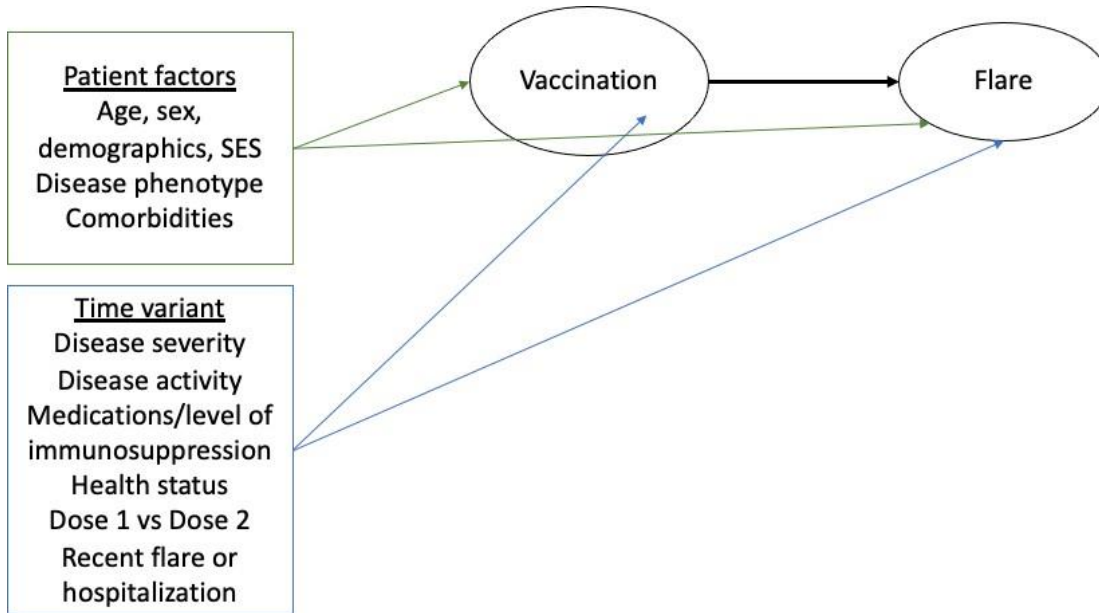 Patient factors
Age, sex,
demographics, SES
Disease phenotype
Comorbidities
Vaccination
Flare
Time variant
Disease severity
Disease activity
Medications/level of
immunosuppression
Health status
Dose 1 vs Dose 2
Recent flare or
hospitalization